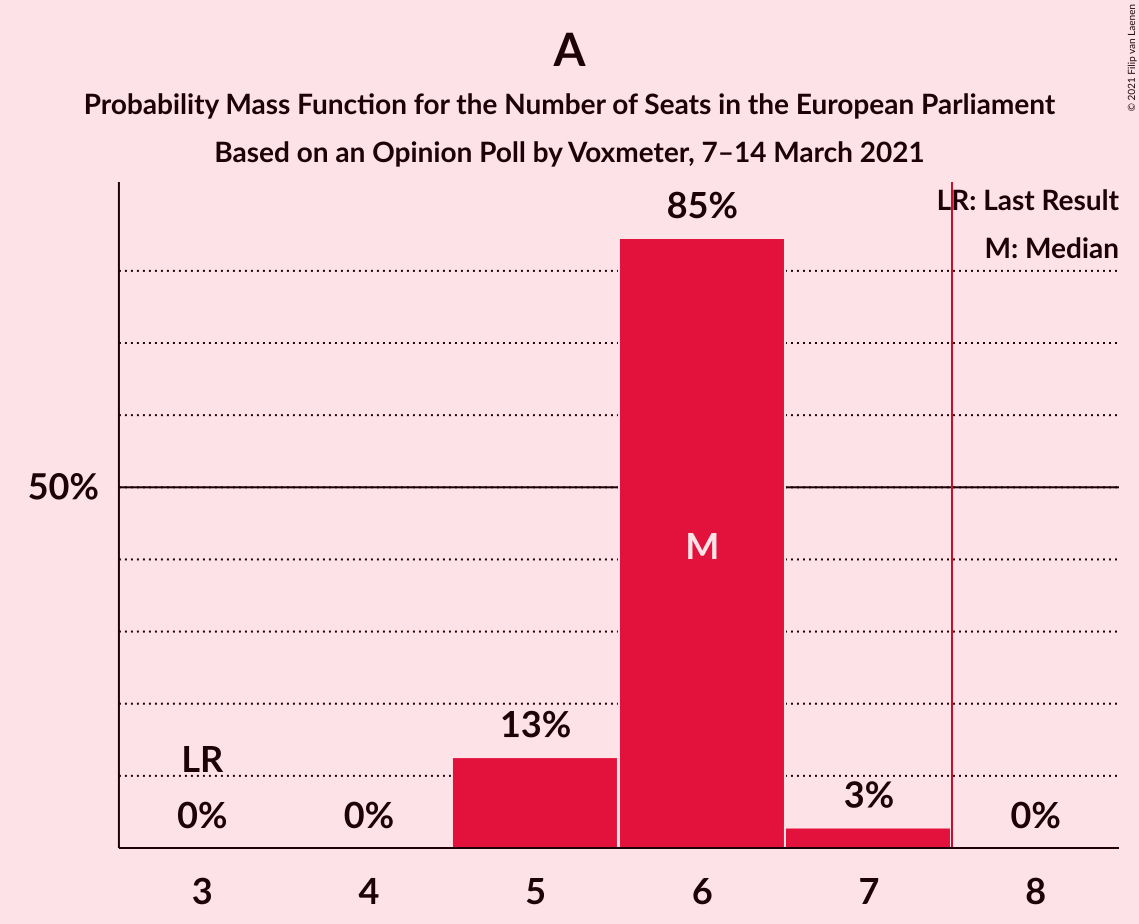 A
Probability Mass Function for the Number of Seats in the European Parliament
Based on an Opinion Poll by Voxmeter, 7–14 March 2021
© 2021 Filip van Laenen
LR: Last Result
M: Median
85%
50%
M
13%
LR
3%
0%
0%
0%
3
4
5
6
7
8